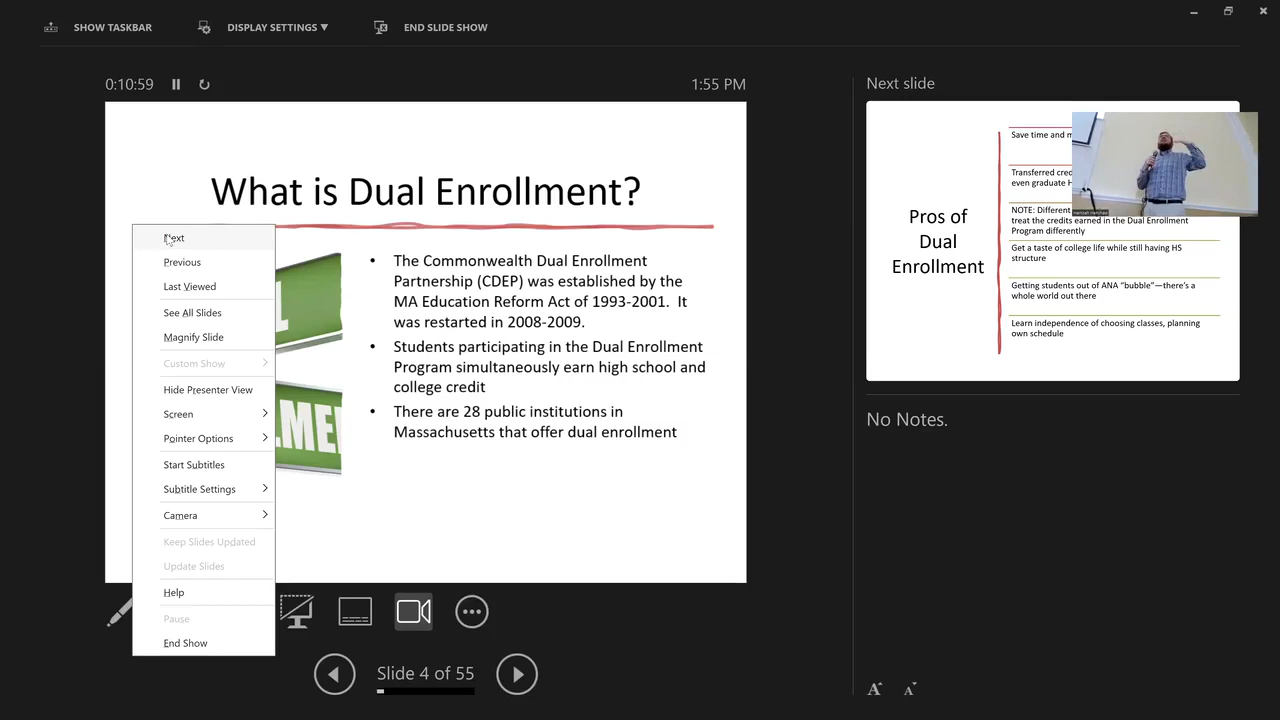 SHOW TASKBAR
DISPLAY SETTINGS ▼
END SLIDE SHOW
0:10:59
1:55 PM
What is Dual Enrollment?
• The Commonwealth Dual Enrollment
Partnership (CDEP) was established by the
MA Education Reform Act of 1993-2001. It
was restarted in 2008-2009.
• Students participating in the Dual Enrollment
Program simultaneously earn high school and
college credit
• There are 28 public institutions in
Massachusetts that offer dual enrollment
Next
Previous
Last Viewed
See All Slides
Magnify Slide
Custom Show
Hide Presenter View
Screen
Pointer Options
Start Subtitles
Subtitle Settings
Camera
Keep Slides Updated
Update Slides
Help
Pause
End Show
Slide 4 of 55
Next slide
Pros of
Dual
Enrollment
Save time and
Transferred
even graduate
NOTE: Different
treat the credits earned in the Dual Enrollment
Program differently
Get a taste of college life while still having HS
structure
Getting students out of ANA “bubble”—there’s a
whole world out there
Learn independence of choosing classes, planning
own schedule
No Notes.
A A